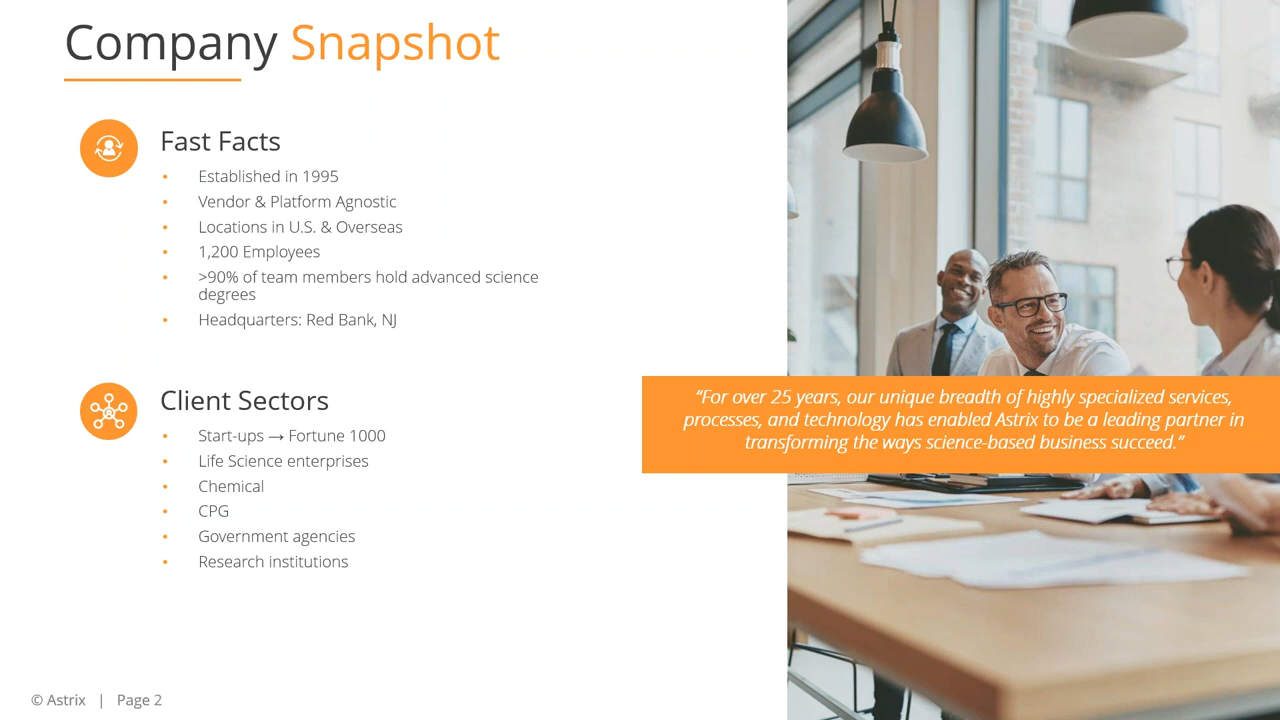 Company Snapshot
Fast Facts
• Established in 1995
• Vendor & Platform Agnostic
• Locations in U.S. & Overseas
• 1,200 Employees
• >90% of team members hold advanced science
degrees
• Headquarters: Red Bank, NJ
Client Sectors
• Start-ups → Fortune 1000
• Life Science enterprises
• Chemical
• CPG
• Government agencies
• Research institutions
“For over 25 years, our unique breadth of highly specialized services,
processes, and technology has enabled Astrix to be a leading partner in
transforming the ways science-based business succeed.”
© Astrix | Page 2